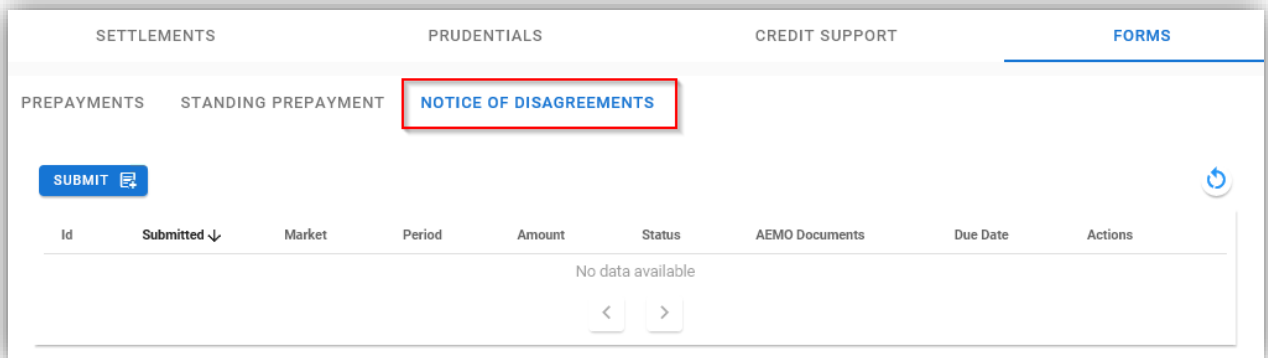 SETTLEMENTS PRUDENTIALS CREDIT SUPPORT FORMS
PREPAYMENTS STANDING PREPAYMENT NOTICE OF DISAGREEMENTS
SUBMIT
Id Submitted Market Period Amount Status AEMO Documents Due Date Actions
No data available